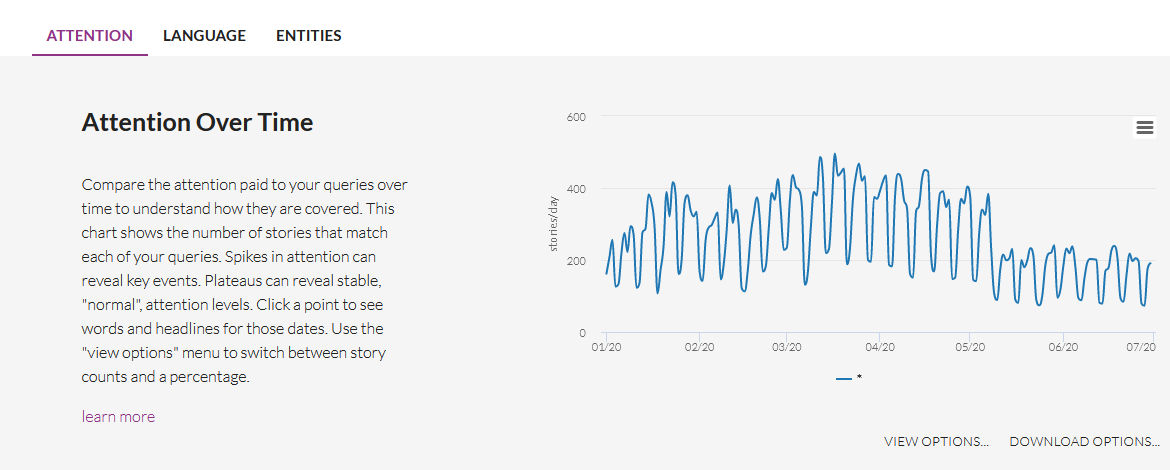 ATTENTION LANGUAGE ENTITIES
Attention Over Time
Compare the attention paid to your queries over
time to understand how they are covered. This
chart shows the number of stories that match
each of your queries. Spikes in attention can
reveal key events. Plateaus can reveal stable,
"normal", attention levels. Click a point to see
words and headlines for those dates. Use the
"view options" menu to switch between story
counts and a percentage.
learn more
stories/day
600
400
200
0
01/20 02/20 03/20 04/20 05/20 06/20 07/20
*
VIEW OPTIONS... DOWNLOAD OPTIONS...